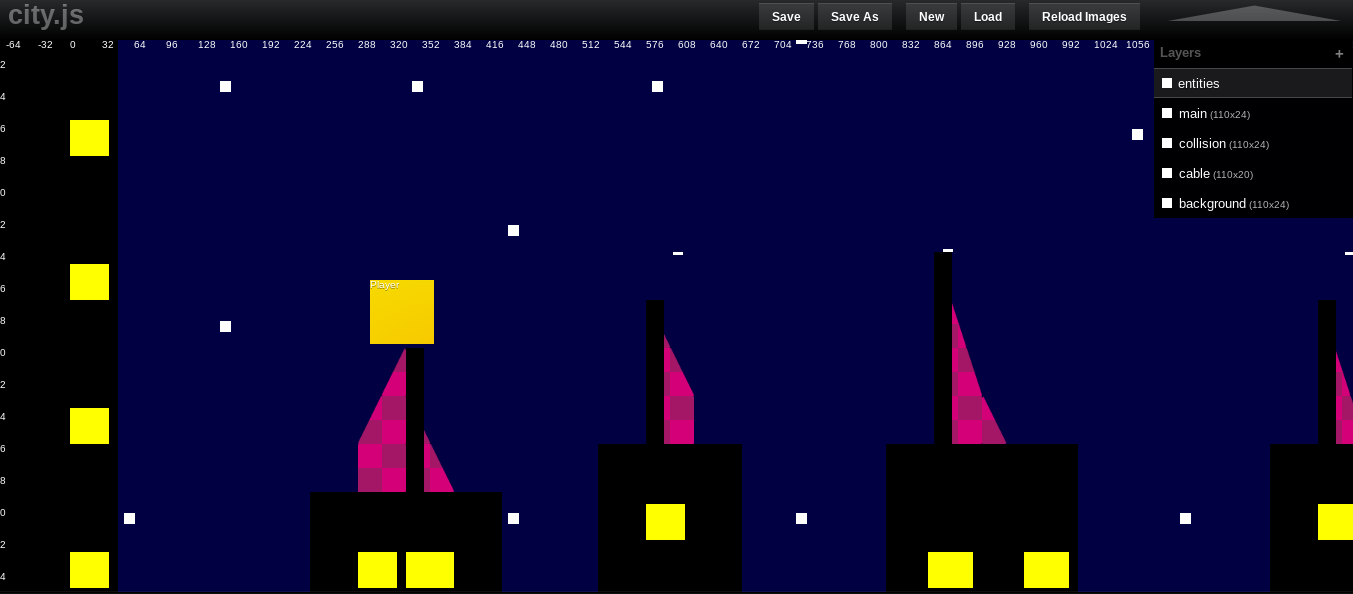 city.js
Save Save As New Load Reload Images
-64 -32 0 32 64 96 128 160 192 224 256 288 320 352 384 416 448 480 512 544 576 608 640 672 704 736 768 800 832 864 896 928 960 992 1024 1056
Layers +
2
entities
4
main (110x24)
6
collision (110x24)
8
cable (110x20)
0
background (110x24)
2
4
Player
6
8
0
2
4
6
8
0
2
4